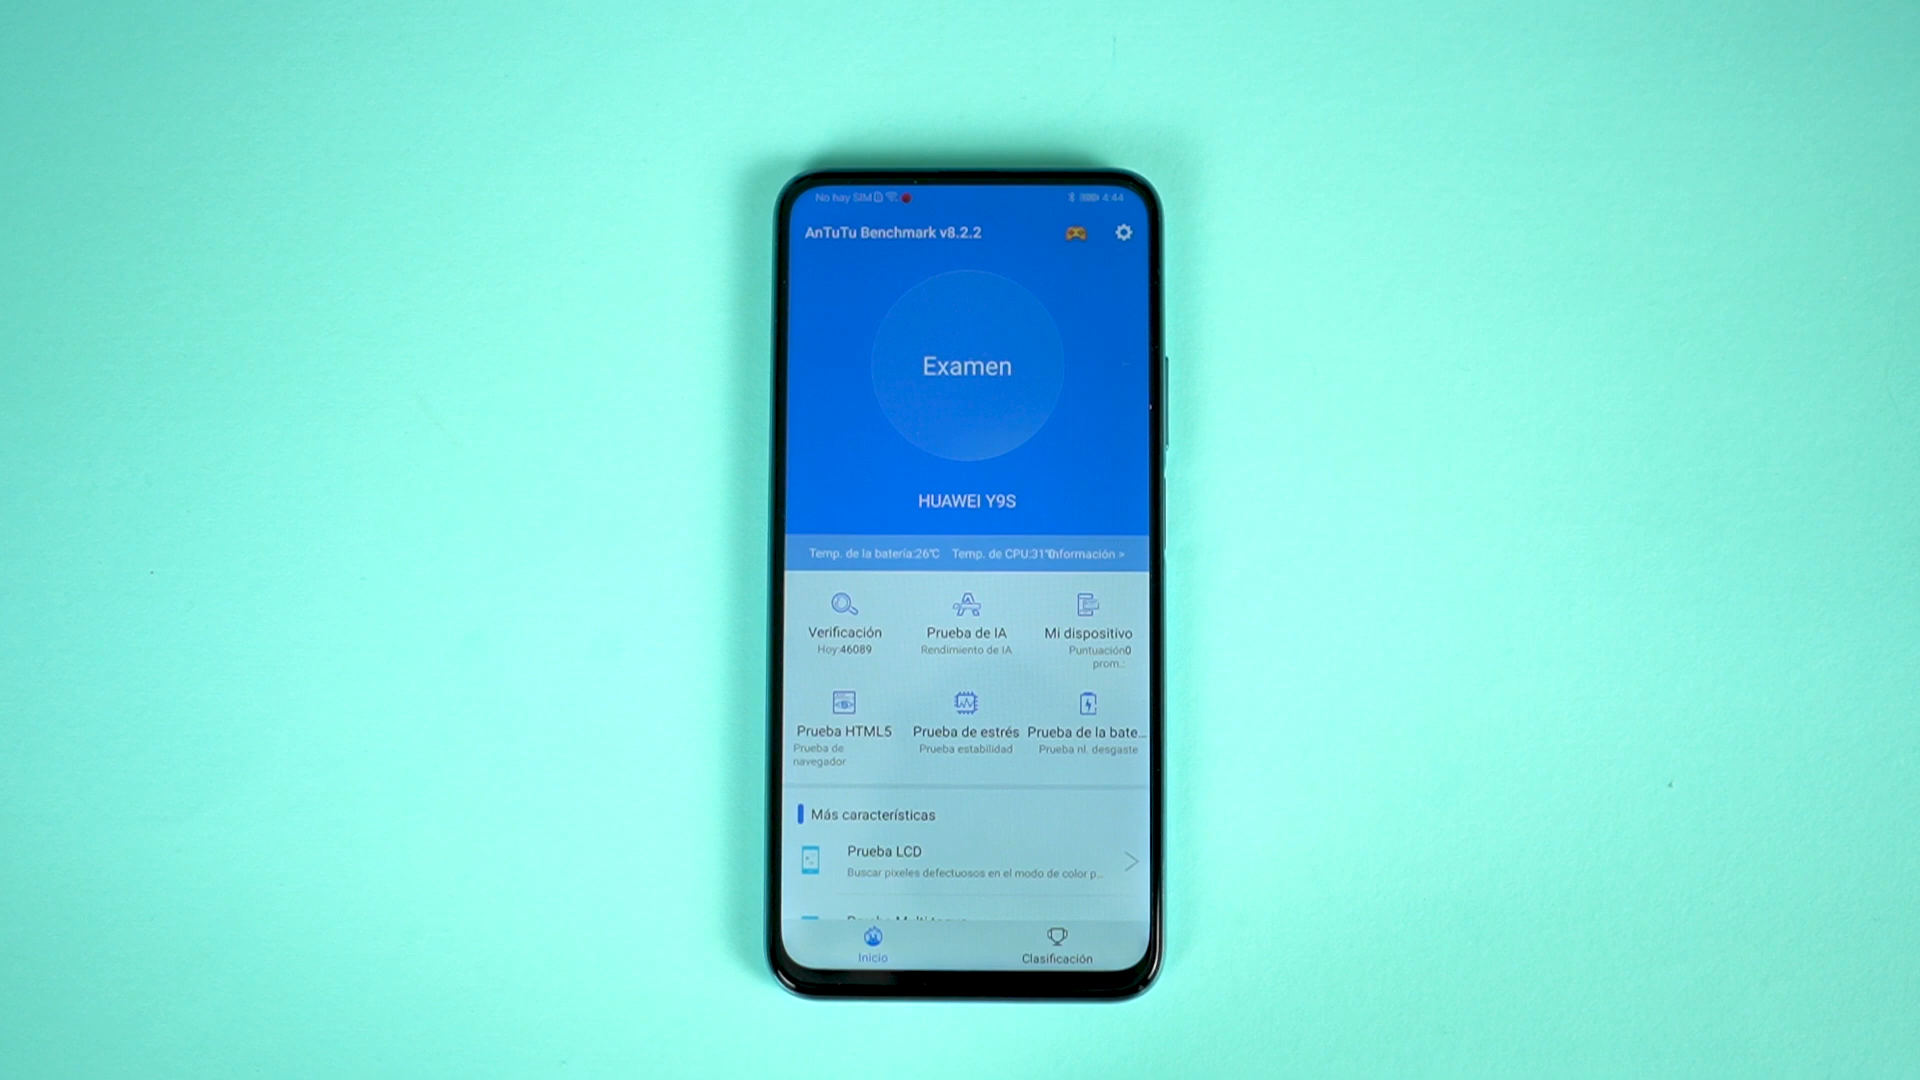 No hay SIM 4:44
AnTuTu Benchmark v8.2.2
Examen
HUAWEI Y9S
Temp. de la batería:26℃ Temp. de CPU:31℃ Información >
Verificación Prueba de IA Mi dispositivo
Hoy:46089 Rendimiento de IA Puntuación0
prom.:
Prueba HTML5 Prueba de estrés Prueba de la bate...
Prueba de Prueba estabilidad Prueba nl. desgaste
navegador
Más características
Prueba LCD
Buscar píxeles defectuosos en el modo de color p...
Inicio Clasificación